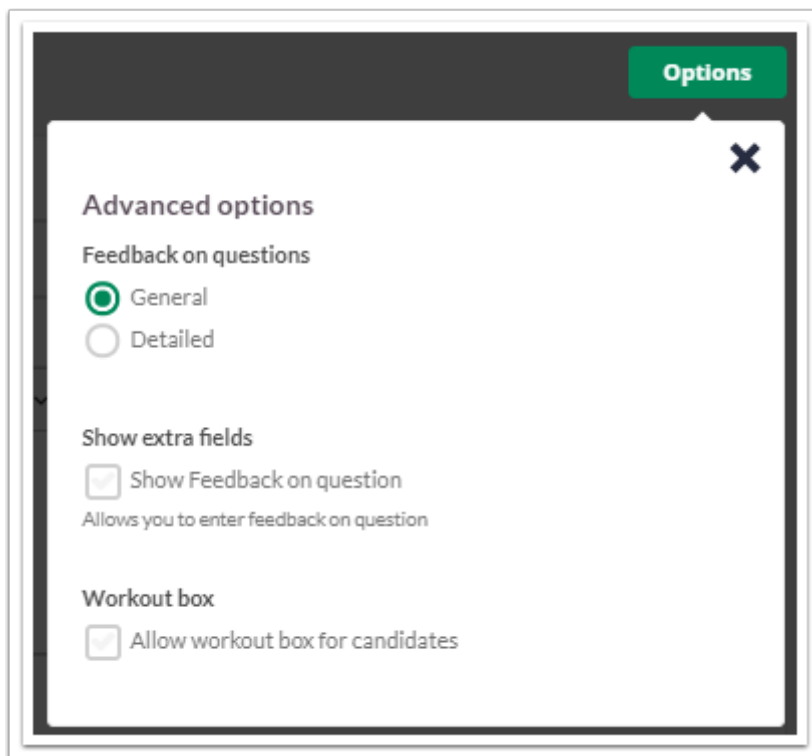 Options
Advanced options
Feedback on questions
General
Detailed
Show extra fields
Show Feedback on question
Allows you to enter feedback on question
Workout box
Allow workout box for candidates